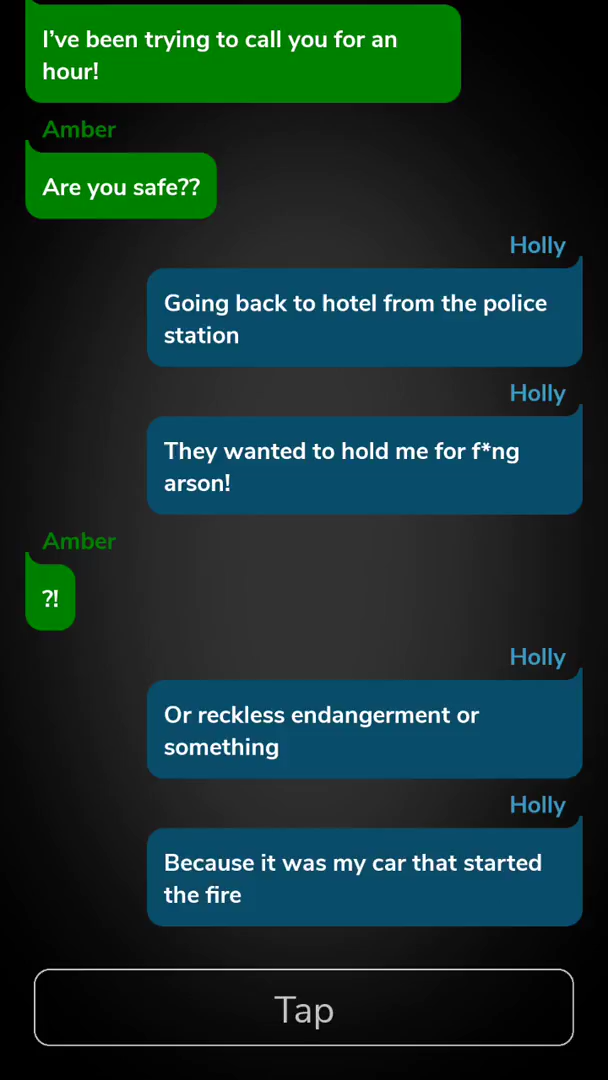 I’ve been trying to call you for an
hour!
Amber
Are you safe??
Holly
Going back to hotel from the police
station
Holly
They wanted to hold me for f*ng
arson!
Amber
?!
Holly
Or reckless endangerment or
something
Holly
Because it was my car that started
the fire
Tap